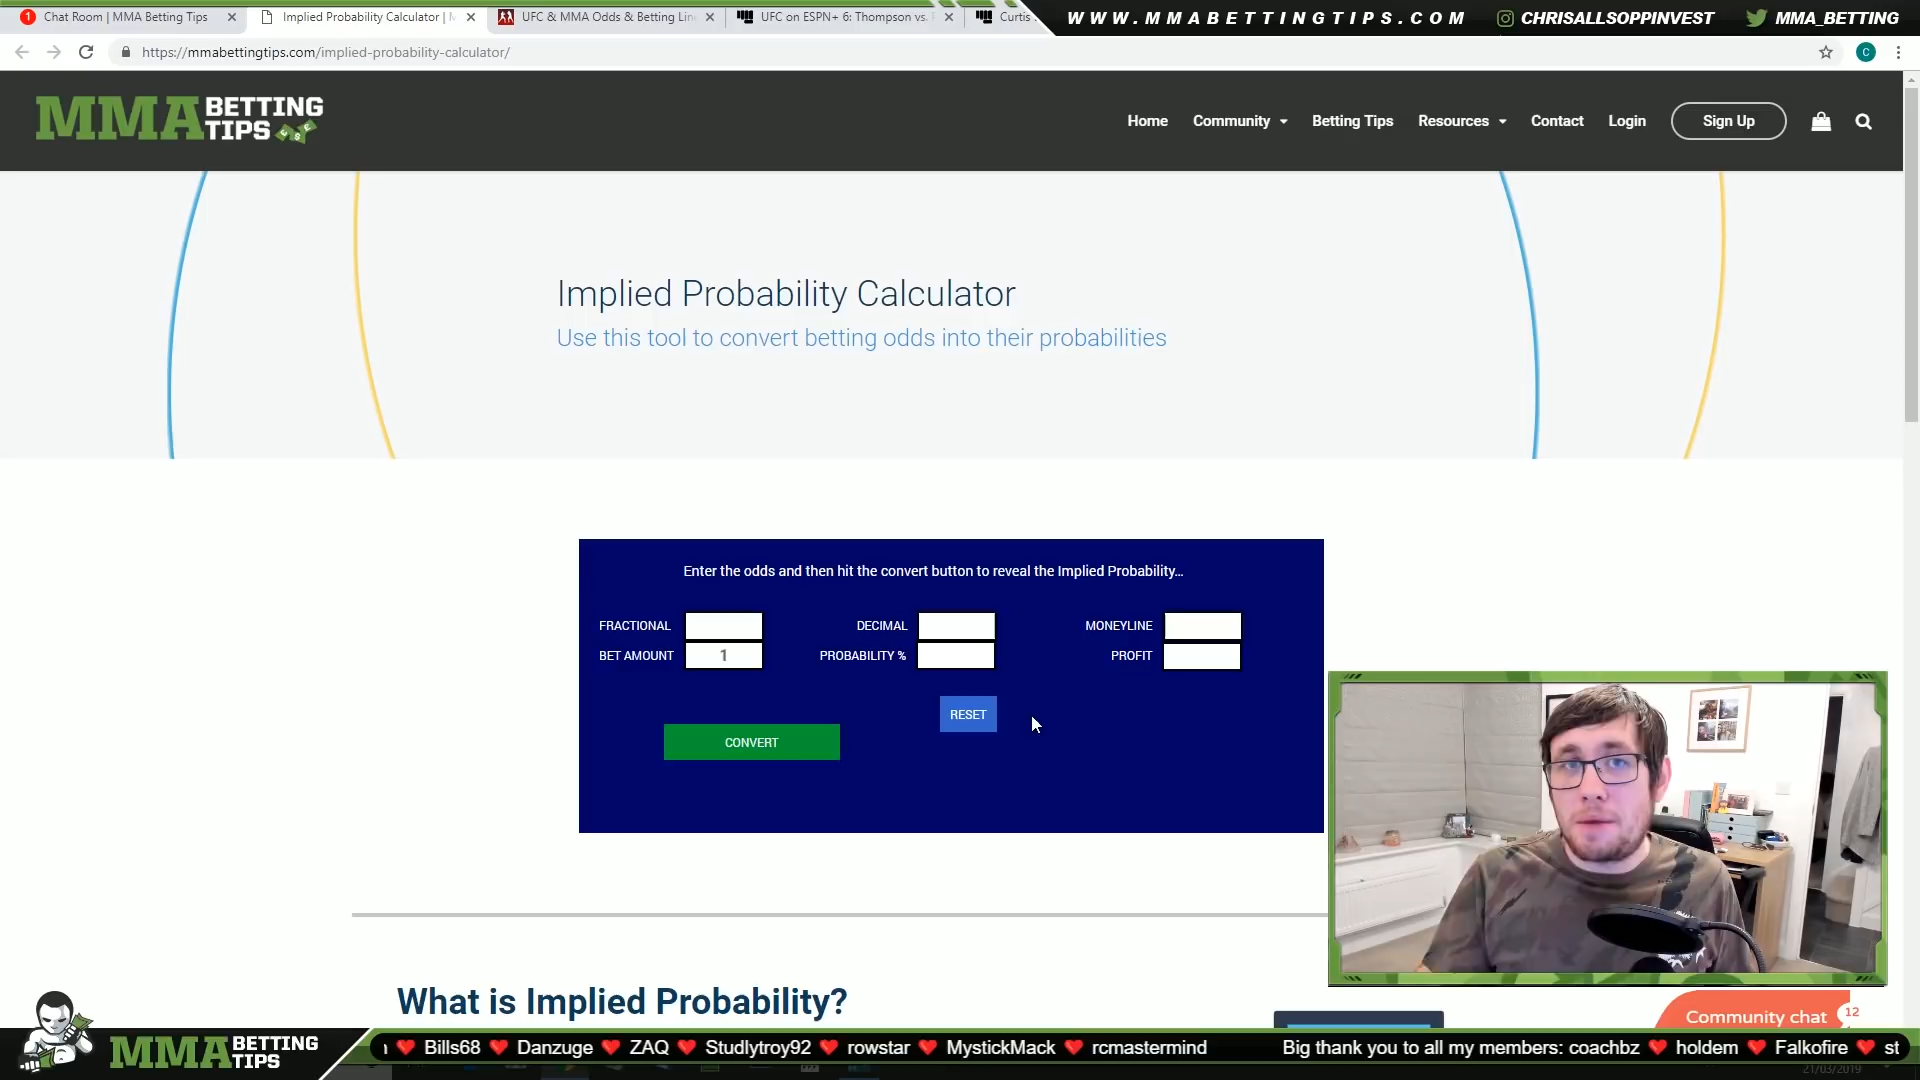 Chat Room | MMA Betting Tips
Implied Probability Calculator | M
UFC & MMA Odds & Betting Line
UFC on ESPN+ 6: Thompson vs.
Curtis
WWW.MMABETTINGTIPS.COM
CHRISALLSOPPINVEST
MMA_BETTING
https://mmabettingtips.com/implied-probability-calculator/
C
MMA BETTING TIPS
Home
Community
Betting Tips
Resources
Contact
Login
Sign Up
Implied Probability Calculator
Use this tool to convert betting odds into their probabilities
Enter the odds and then hit the convert button to reveal the Implied Probability...
FRACTIONAL
DECIMAL
MONEYLINE
BET AMOUNT 1
PROBABILITY %
PROFIT
RESET
CONVERT
What is Implied Probability?
Community chat 12
MMA BETTING TIPS
Bills68 ❤ Danzuge ❤ ZAQ ❤ Studlytroy92 ❤ rowstar ❤ MystickMack ❤ rcmastermind
Big thank you to all my members: coachbz ❤ holdem ❤ Falkofire ❤ st
21/03/2019